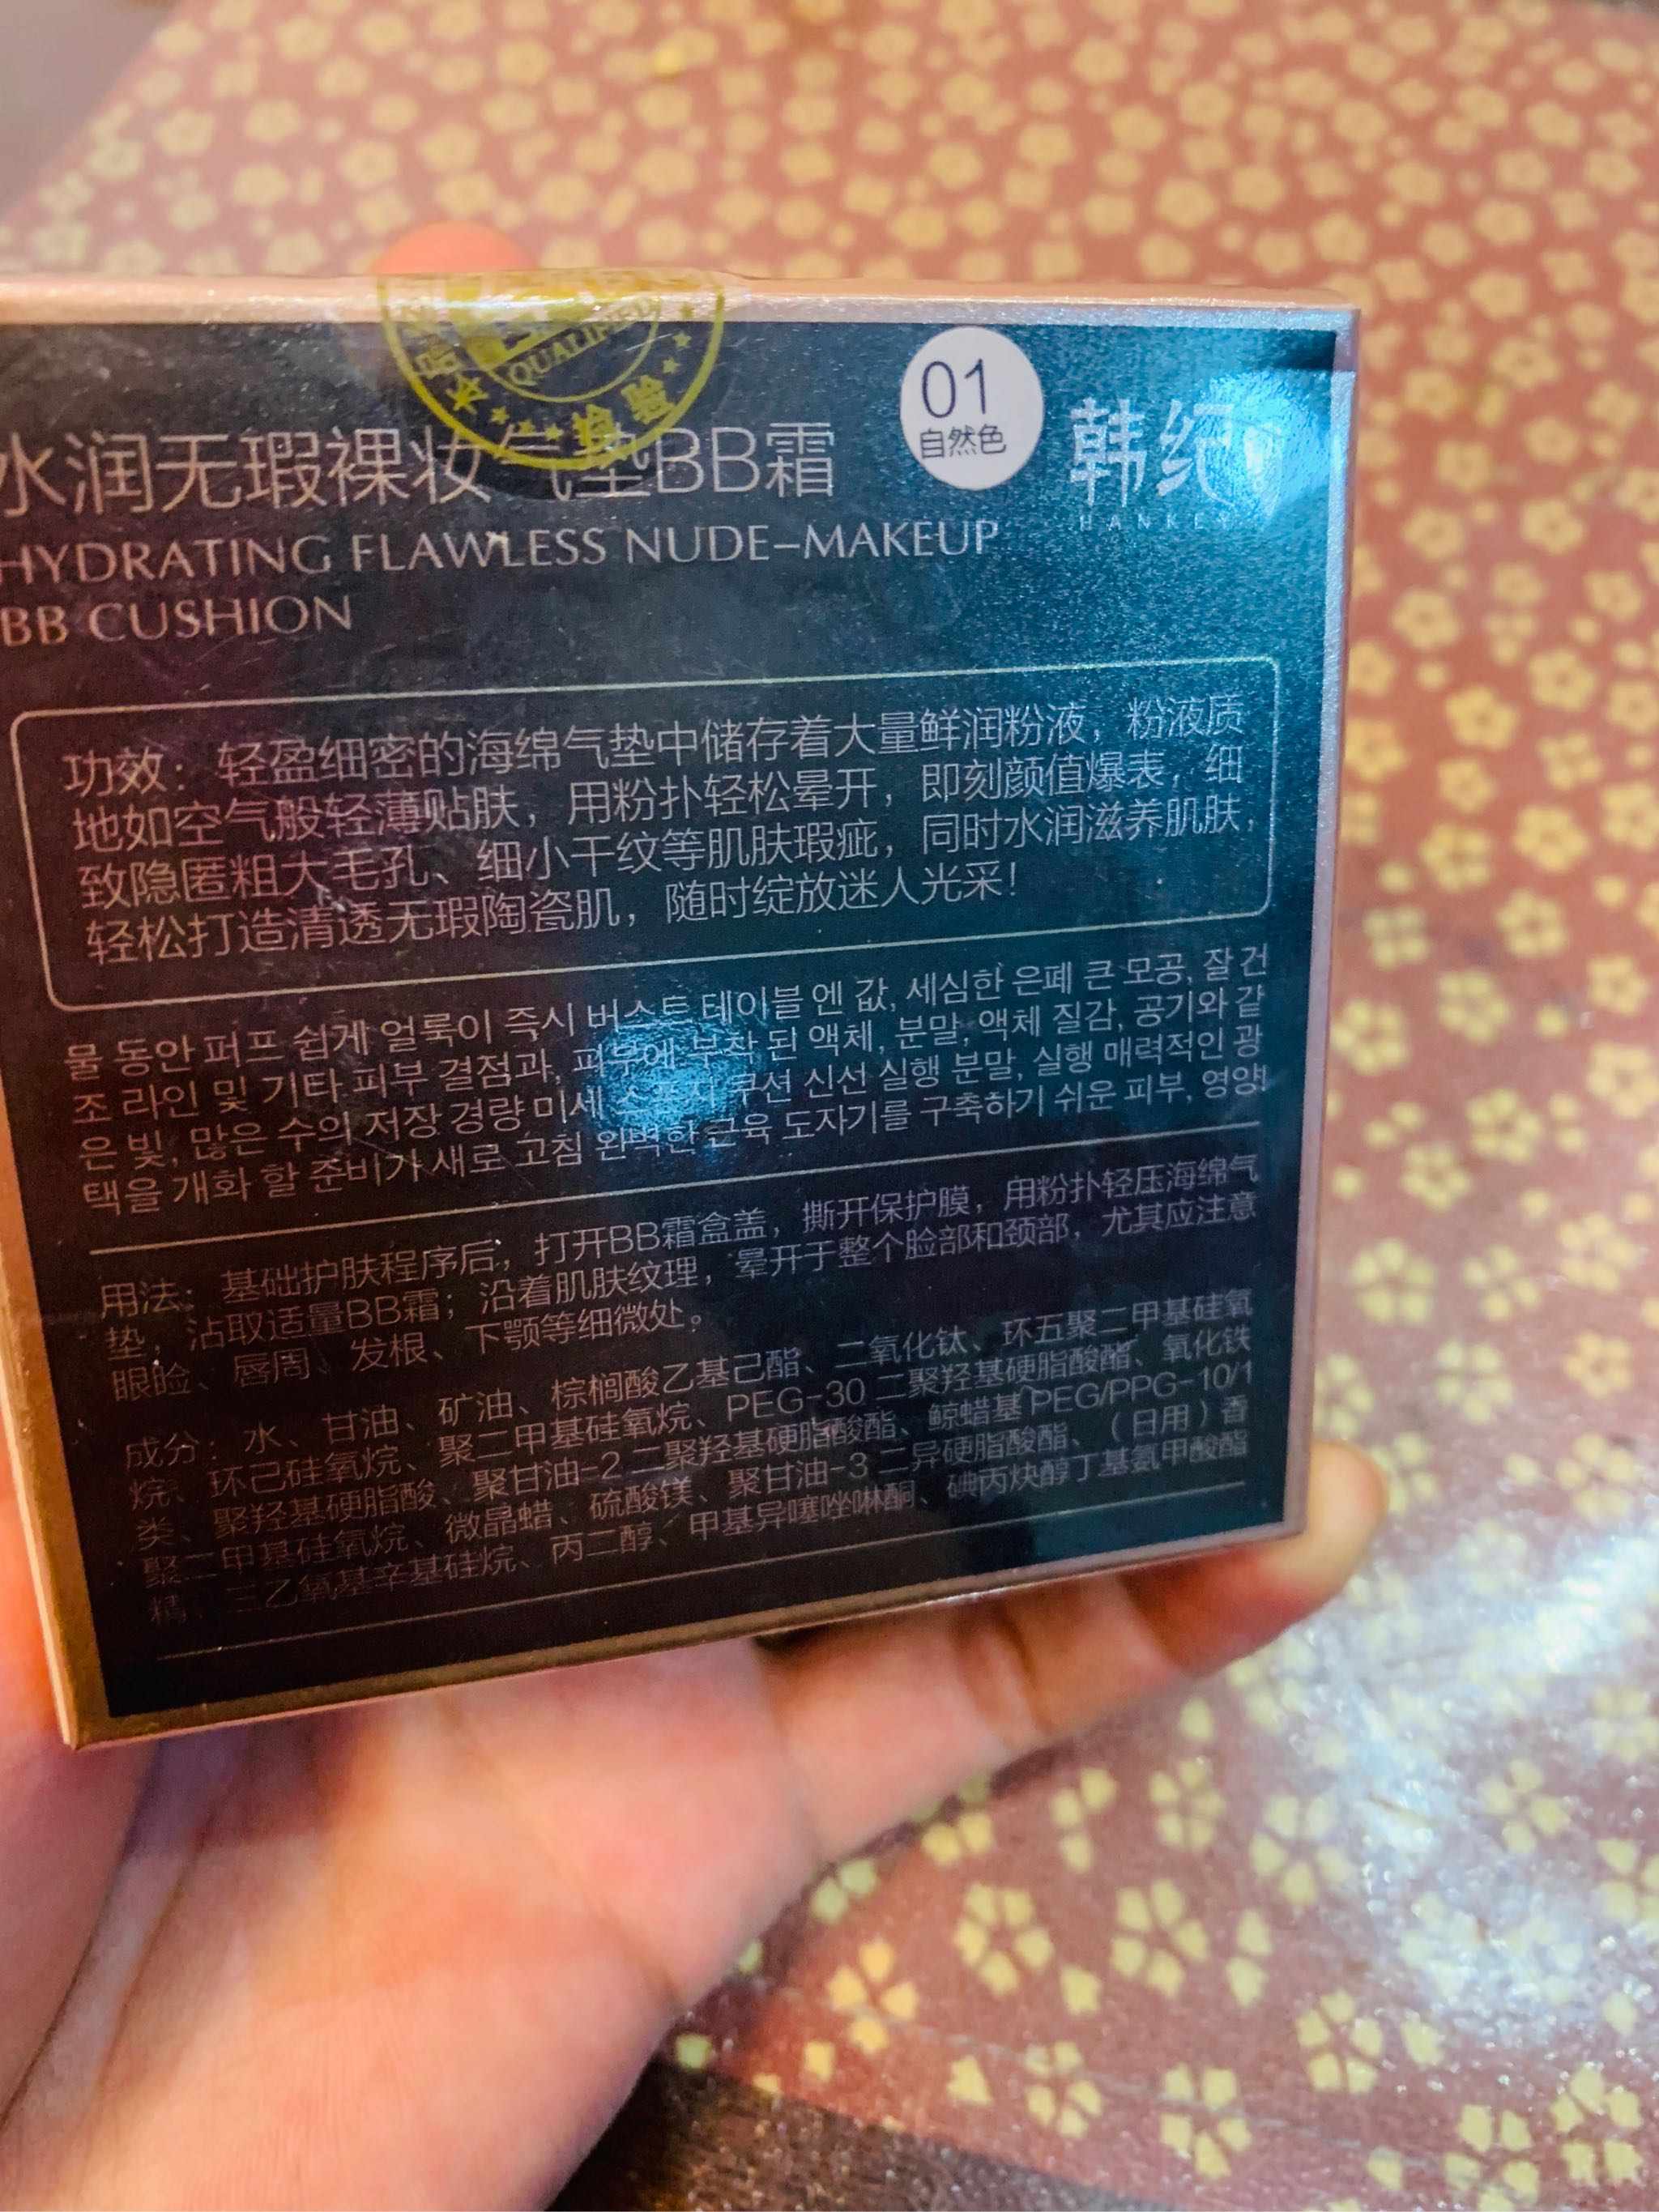 QUALIFIED
检验
01
自然色
韩纪
HANKEY
水润无瑕裸妆气垫BB霜
HYDRATING FLAWLESS NUDE-MAKEUP
BB CUSHION
功效：轻盈细密的海绵气垫中储存着大量鲜润粉液，粉液质
地如空气般轻薄贴肤，用粉扑轻松晕开，即刻颜值爆表，细
致隐匿粗大毛孔、细小干纹等肌肤瑕疵，同时水润滋养肌肤，
轻松打造清透无瑕陶瓷肌，随时绽放迷人光采！
물 동안 퍼프 쉽게 얼룩이 즉시 버스트 테이블 엔 값, 세심한 은폐 큰 모공, 잘 건
조 라인 및 기타 피부 결점과, 피부에 부착 된 액체, 분말, 액체 질감, 공기와 같
은 빛, 많은 수의 저장 경량 미세 스폰지 쿠션 신선 실행 분말, 실행 매력적인 광
택을 개화 할 준비가 새로 고침 완벽한 근육 도자기를 구축하기 쉬운 피부, 영양!
用法：基础护肤程序后，打开BB霜盒盖，撕开保护膜，用粉扑轻压海绵气
垫，沾取适量BB霜；沿着肌肤纹理，晕开于整个脸部和颈部，尤其应注意
眼睑、唇周、发根、下颚等细微处。
成分：水、甘油、矿油、棕榈酸乙基己酯、二氧化钛、环五聚二甲基硅氧
烷、环己硅氧烷、聚二甲基硅氧烷、PEG-30 二聚羟基硬脂酸酯、氧化铁
类、聚羟基硬脂酸、聚甘油-2 二聚羟基硬脂酸酯、鲸蜡基 PEG/PPG-10/1
聚二甲基硅氧烷、微晶蜡、硫酸镁、聚甘油-3 二异硬脂酸酯、（日用）香
精、三乙氧基辛基硅烷、丙二醇、甲基异噻唑啉酮、碘丙炔醇丁基氨甲酸酯